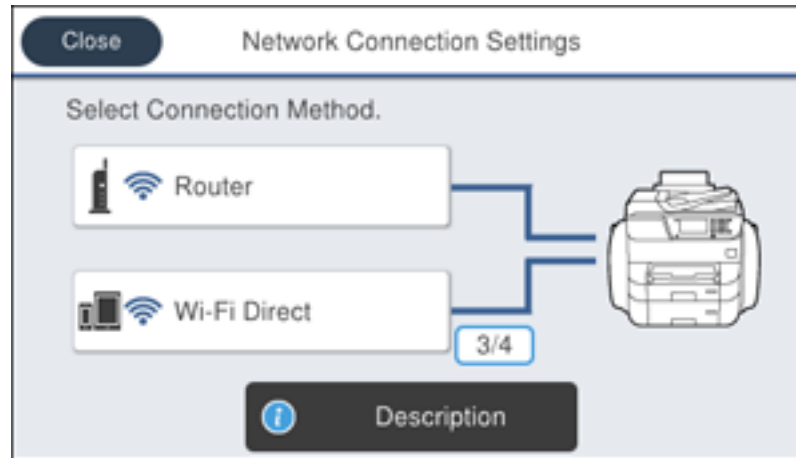 Close
Network Connection Settings
Select Connection Method.
Router
Wi-Fi Direct
3/4
i Description